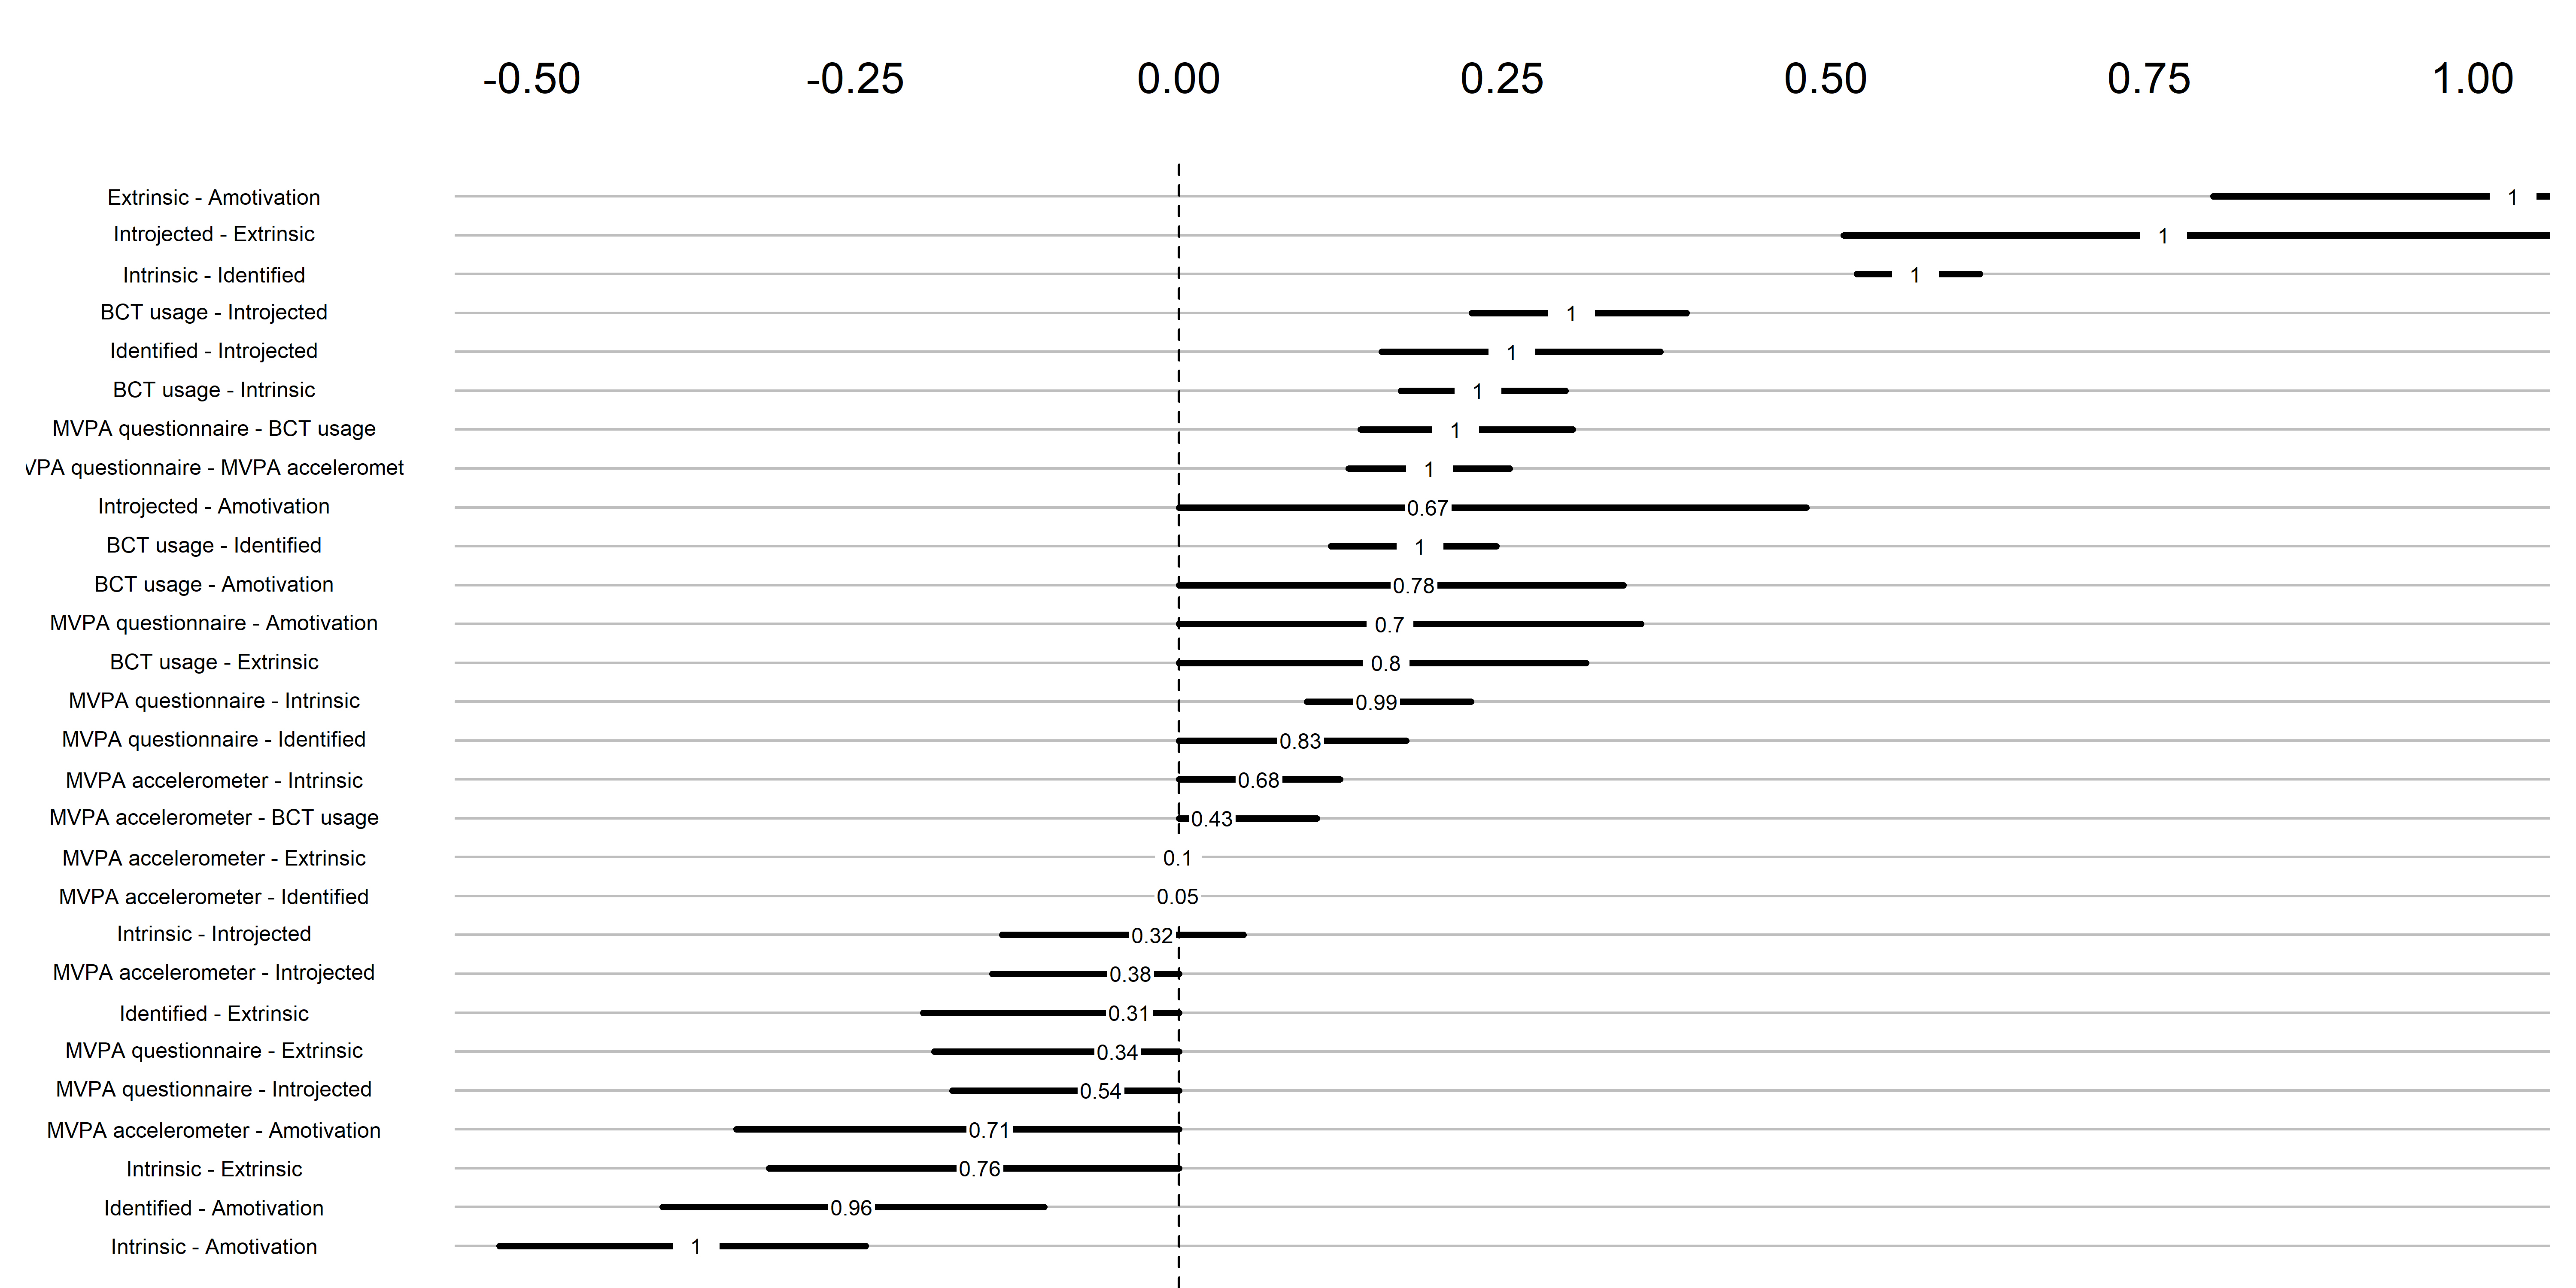 -0.50 -0.25 0.00 0.25 0.50 0.75 1.00
Extrinsic - Amotivation 1
Introjected - Extrinsic 1
Intrinsic - Identified 1
BCT usage - Introjected 1
Identified - Introjected 1
BCT usage - Intrinsic 1
MVPA questionnaire - BCT usage 1
VPA questionnaire - MVPA acceleromet 1
Introjected - Amotivation 0.67
BCT usage - Identified 1
BCT usage - Amotivation 0.78
MVPA questionnaire - Amotivation 0.7
BCT usage - Extrinsic 0.8
MVPA questionnaire - Intrinsic 0.99
MVPA questionnaire - Identified 0.83
MVPA accelerometer - Intrinsic 0.68
MVPA accelerometer - BCT usage 0.43
MVPA accelerometer - Extrinsic 0.1
MVPA accelerometer - Identified 0.05
Intrinsic - Introjected 0.32
MVPA accelerometer - Introjected 0.38
Identified - Extrinsic 0.31
MVPA questionnaire - Extrinsic 0.34
MVPA questionnaire - Introjected 0.54
MVPA accelerometer - Amotivation 0.71
Intrinsic - Extrinsic 0.76
Identified - Amotivation 0.96
Intrinsic - Amotivation 1